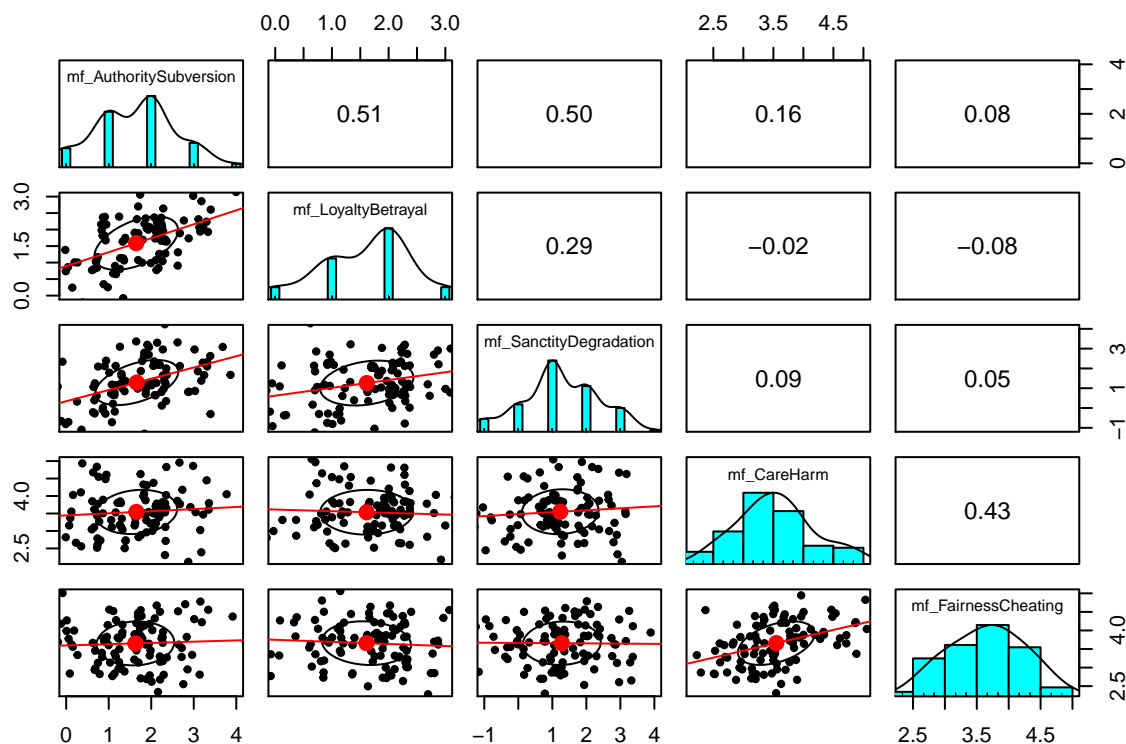 0.0 1.0 2.0 3.0 2.5 3.5 4.5
mf_AuthoritySubversion
0.51
0.50
0.16
0.08
0 2 4
0.0 1.5 3.0
mf_LoyaltyBetrayal
0.29
−0.02
−0.08
mf_SanctityDegradation
0.09
0.05
−1 1 3
2.5 4.0
mf_CareHarm
0.43
mf_FairnessCheating
2.5 4.0
0 1 2 3 4 −1 1 2 3 4 2.5 3.5 4.5